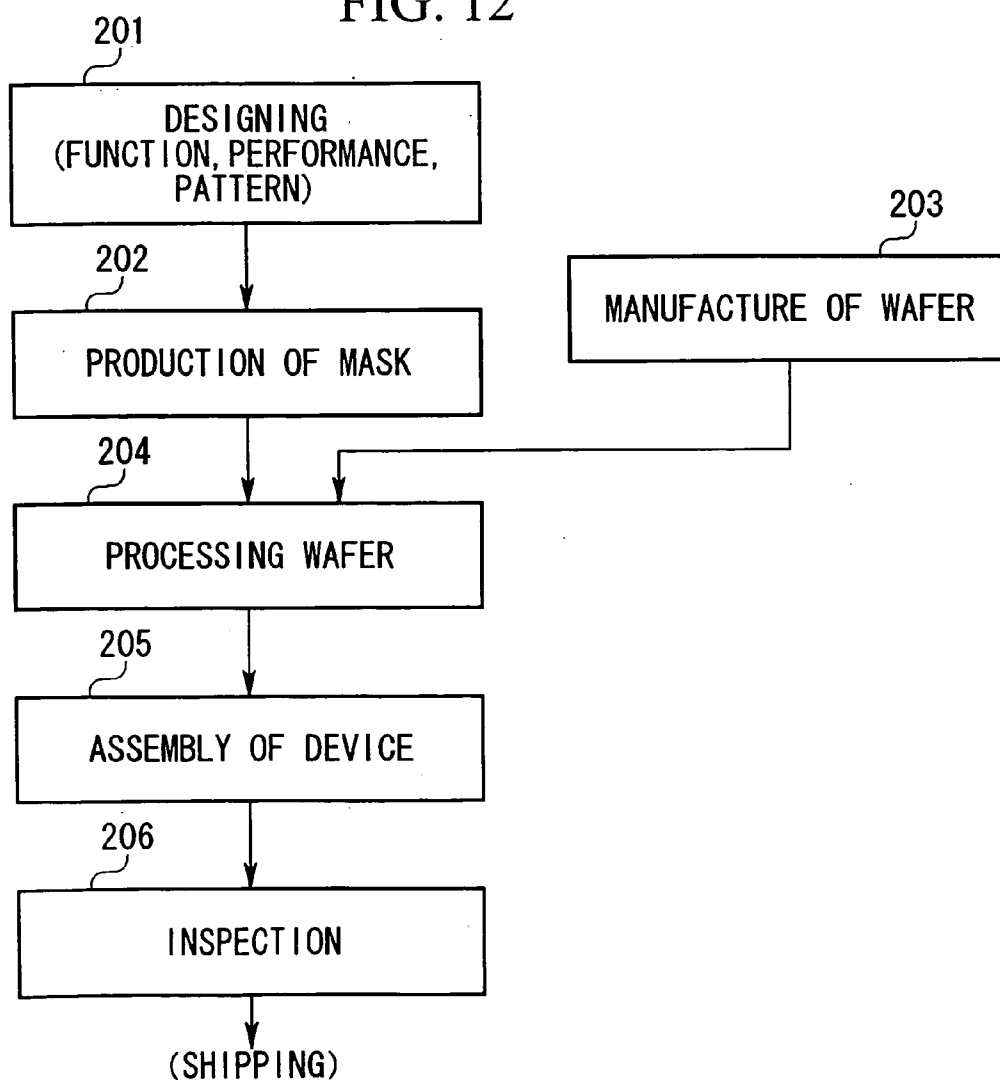 FIG. 12
201
DESIGNING
(FUNCTION, PERFORMANCE,
PATTERN)
202
PRODUCTION OF MASK
203
MANUFACTURE OF WAFER
204
PROCESSING WAFER
205
ASSEMBLY OF DEVICE
206
INSPECTION
(SHIPPING)